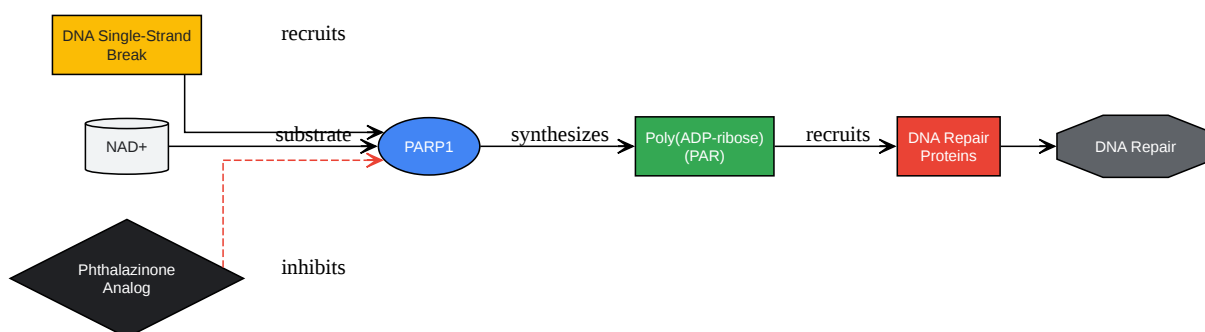 DNA Single-Strand
Break
recruits
NAD+
substrate
PARP1
synthesizes
Poly(ADP-ribose)
(PAR)
recruits
DNA Repair
Proteins
DNA Repair
Phthalazinone
Analog
inhibits